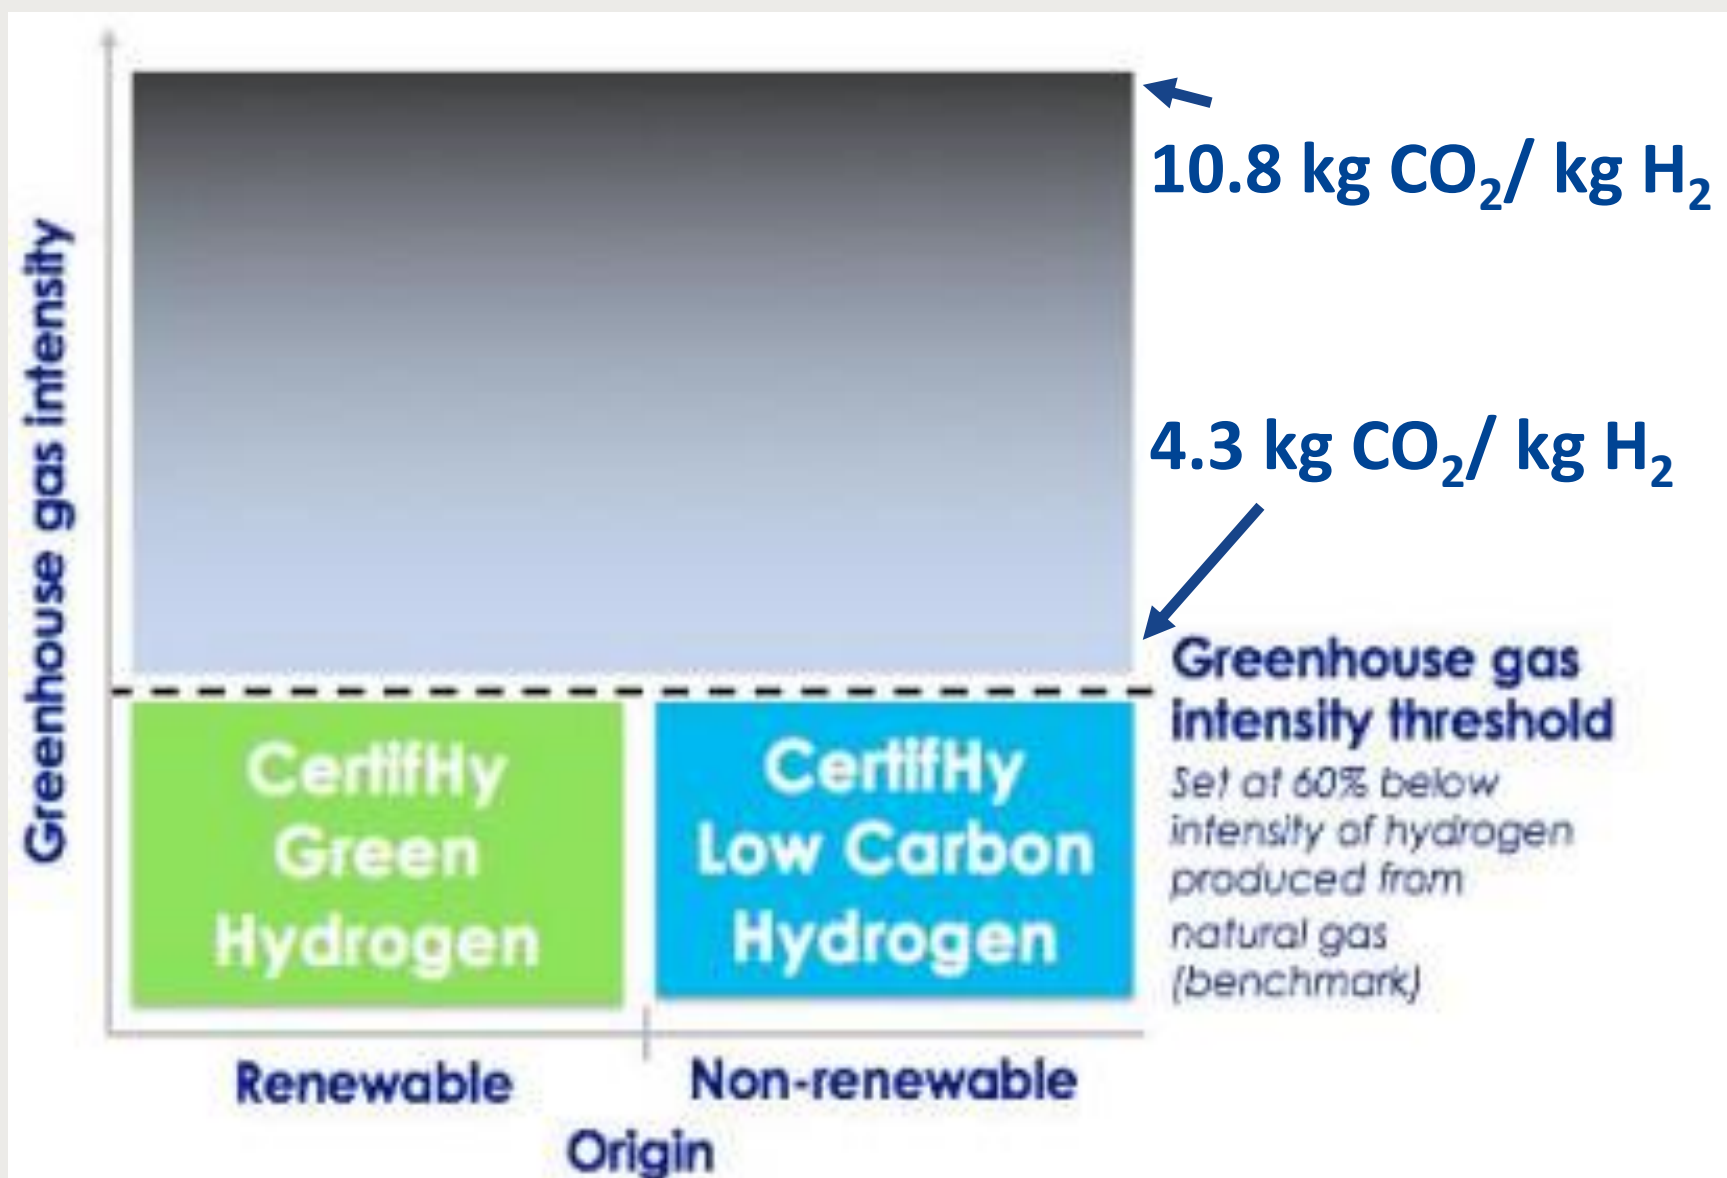 Greenhouse gas intensity
10.8 kg CO₂/ kg H₂
4.3 kg CO₂/ kg H₂
Greenhouse gas
intensity threshold
Set at 60% below
intensity of hydrogen
produced from
natural gas
(benchmark)
CertifHy
Green
Hydrogen
CertifHy
Low Carbon
Hydrogen
Renewable
Non-renewable
Origin